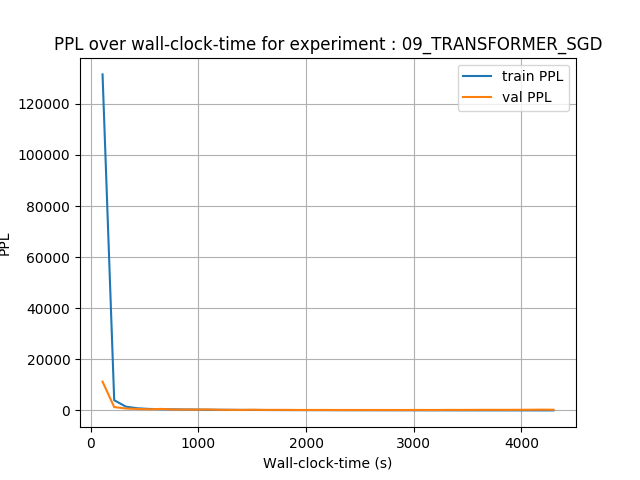 PPL over wall-clock-time for experiment : 09_TRANSFORMER_SGD
train PPL
val PPL
120000
100000
80000
60000
40000
20000
0
PPL
0 1000 2000 3000 4000
Wall-clock-time (s)